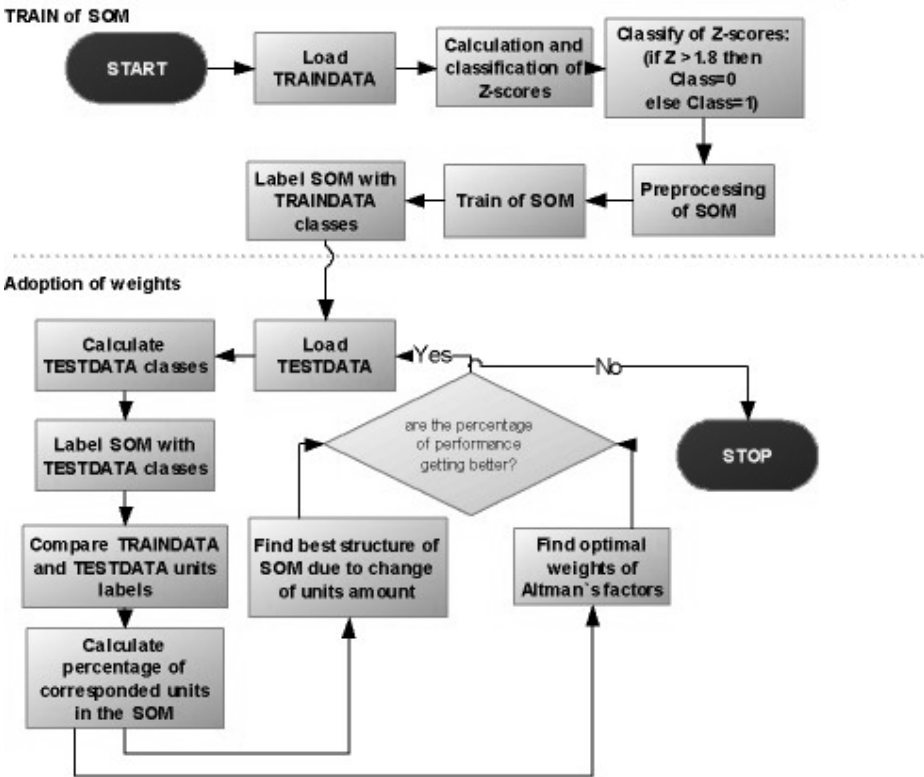 TRAIN of SOM
START
Load
TRAINDATA
Calculation and
classification of
Z-scores
Classify of Z-scores:
(if Z >1.8 then
Class=0
else Class=1)
Preprocessing
of SOM
Train of SOM
Label SOM with
TRAINDATA
classes
Adoption of weights
Load
TESTDATA
Calculate
TESTDATA classes
Label SOM with
TESTDATA classes
Compare TRAINDATA
and TESTDATA units
labels
Calculate
percentage of
corresponded units
in the SOM
Find best structure of
SOM due to change
of units amount
Find optimal
weights of
Altman`s factors
are the percentage
of performance
getting better?
Yes
No
STOP